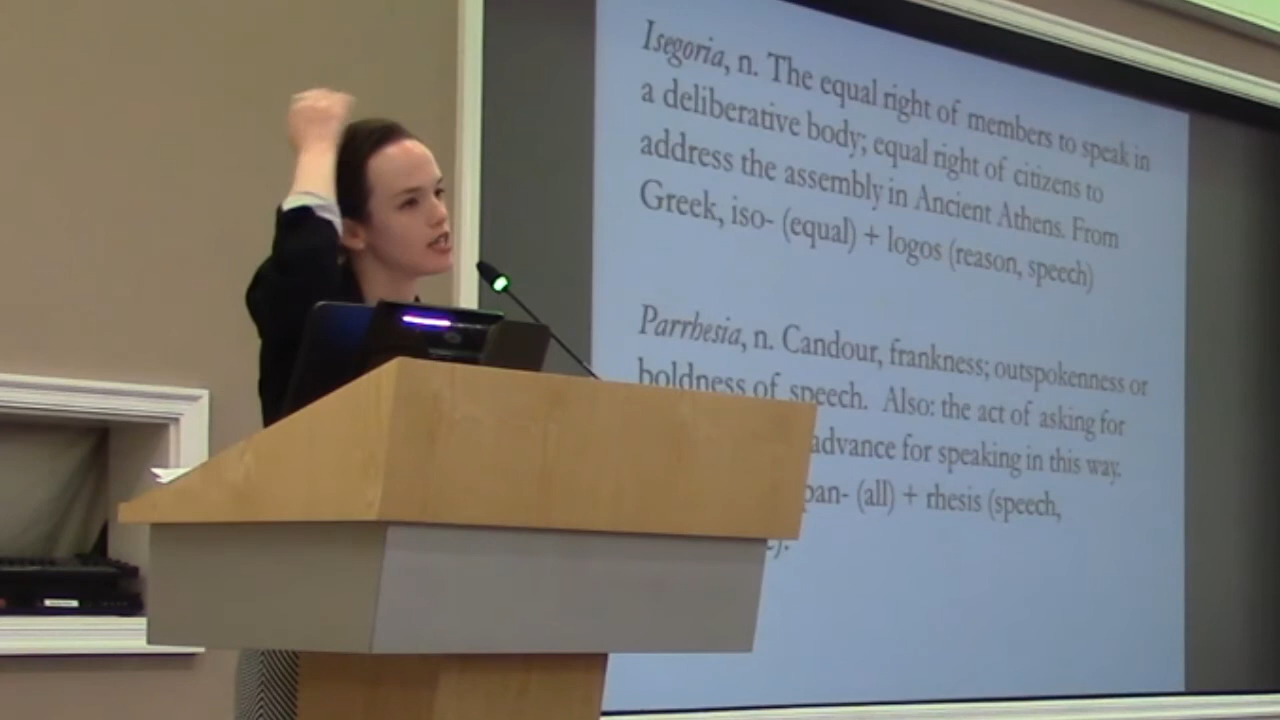 Isegoria, n. The equal right of members to speak in
a deliberative body; equal right of citizens to
address the assembly in Ancient Athens. From
Greek, iso- (equal) + logos (reason, speech)
Parrhesia, n. Candour, frankness; outspokenness or
boldness of speech. Also: the act of asking for
advance for speaking in this way.
pan- (all) + rhesis (speech,